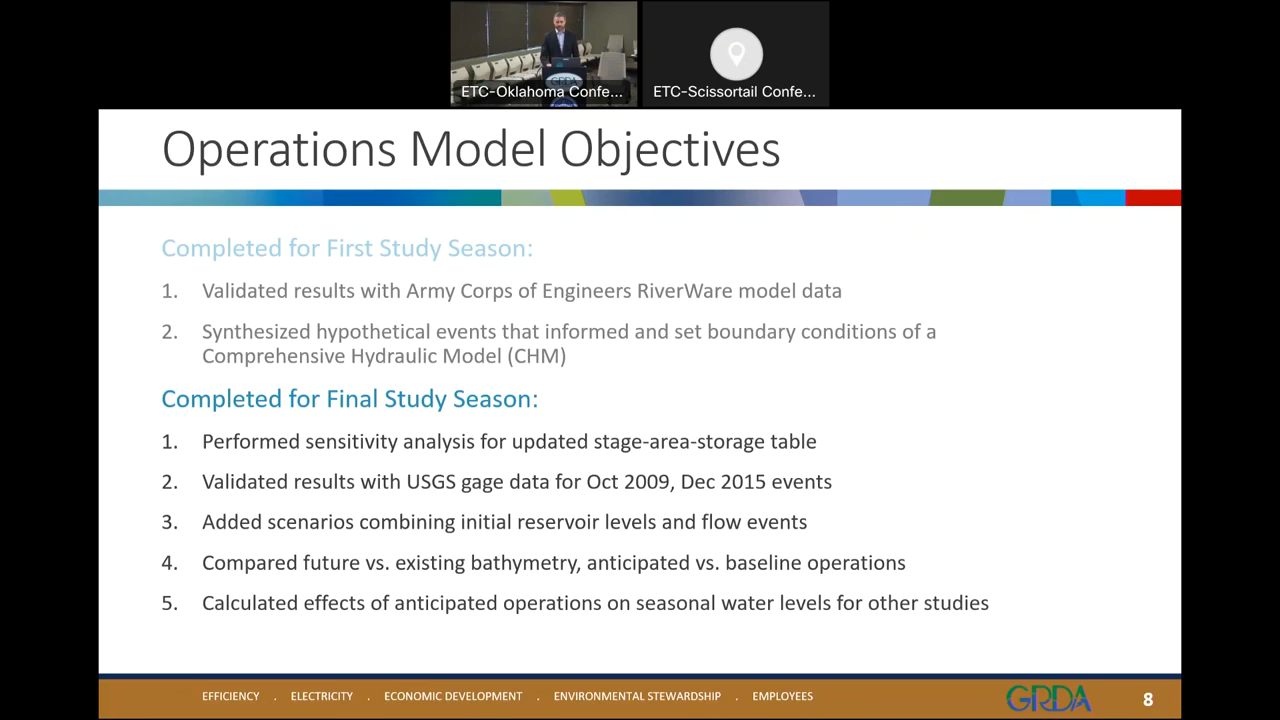 GRDA
ETC-Oklahoma Confe...
ETC-Scissortail Confe...
Operations Model Objectives
Completed for First Study Season:
1. Validated results with Army Corps of Engineers RiverWare model data
2. Synthesized hypothetical events that informed and set boundary conditions of a
Comprehensive Hydraulic Model (CHM)
Completed for Final Study Season:
1. Performed sensitivity analysis for updated stage-area-storage table
2. Validated results with USGS gage data for Oct 2009, Dec 2015 events
3. Added scenarios combining initial reservoir levels and flow events
4. Compared future vs. existing bathymetry, anticipated vs. baseline operations
5. Calculated effects of anticipated operations on seasonal water levels for other studies
EFFICIENCY . ELECTRICITY . ECONOMIC DEVELOPMENT . ENVIRONMENTAL STEWARDSHIP . EMPLOYEES
GRDA
8